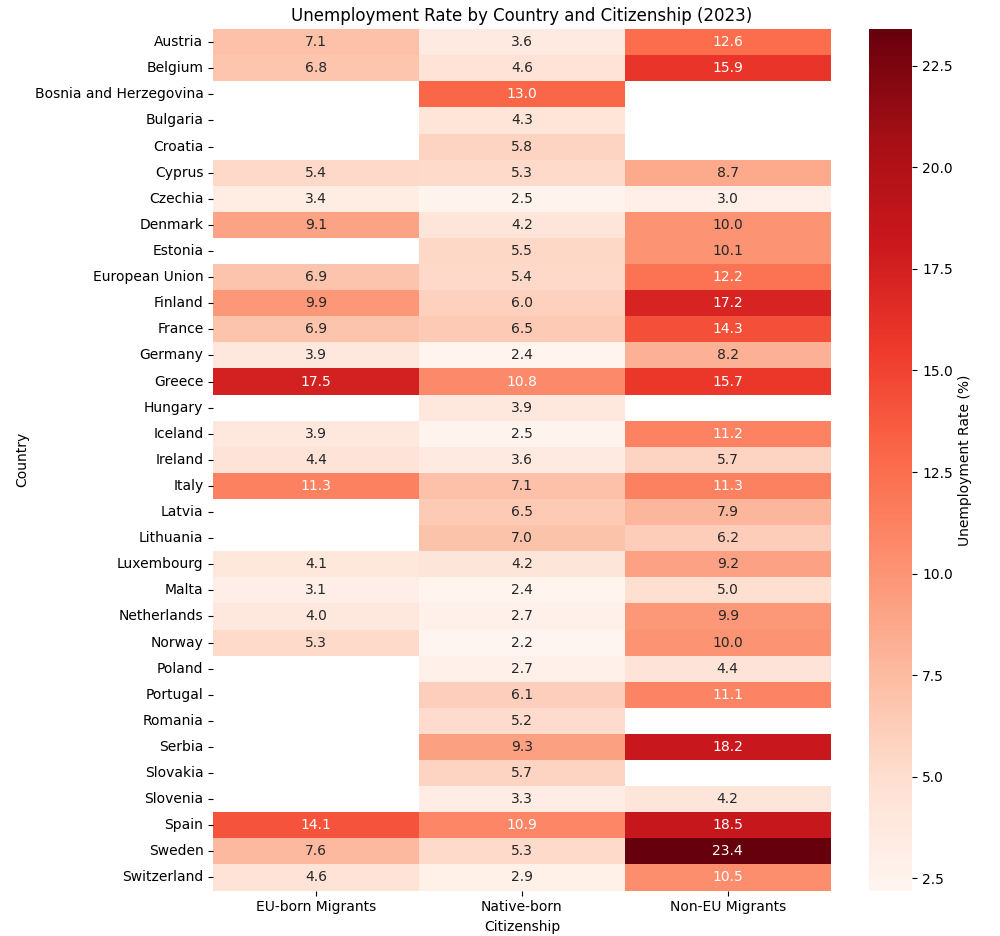 Unemployment Rate by Country and Citizenship (2023)
Austria 7.1 3.6 12.6
Belgium 6.8 4.6 15.9
Bosnia and Herzegovina 13.0
Bulgaria 4.3
Croatia 5.8
Cyprus 5.4 5.3 8.7
Czechia 3.4 2.5 3.0
Denmark 9.1 4.2 10.0
Estonia 5.5 10.1
European Union 6.9 5.4 12.2
Finland 9.9 6.0 17.2
France 6.9 6.5 14.3
Germany 3.9 2.4 8.2
Greece 17.5 10.8 15.7
Hungary 3.9
Iceland 3.9 2.5 11.2
Ireland 4.4 3.6 5.7
Italy 11.3 7.1 11.3
Latvia 6.5 7.9
Lithuania 7.0 6.2
Luxembourg 4.1 4.2 9.2
Malta 3.1 2.4 5.0
Netherlands 4.0 2.7 9.9
Norway 5.3 2.2 10.0
Poland 2.7 4.4
Portugal 6.1 11.1
Romania 5.2
Serbia 9.3 18.2
Slovakia 5.7
Slovenia 3.3 4.2
Spain 14.1 10.9 18.5
Sweden 7.6 5.3 23.4
Switzerland 4.6 2.9 10.5
EU-born Migrants Native-born Non-EU Migrants
Citizenship
Country
22.5
20.0
17.5
15.0
12.5
10.0
7.5
5.0
2.5
Unemployment Rate (%)